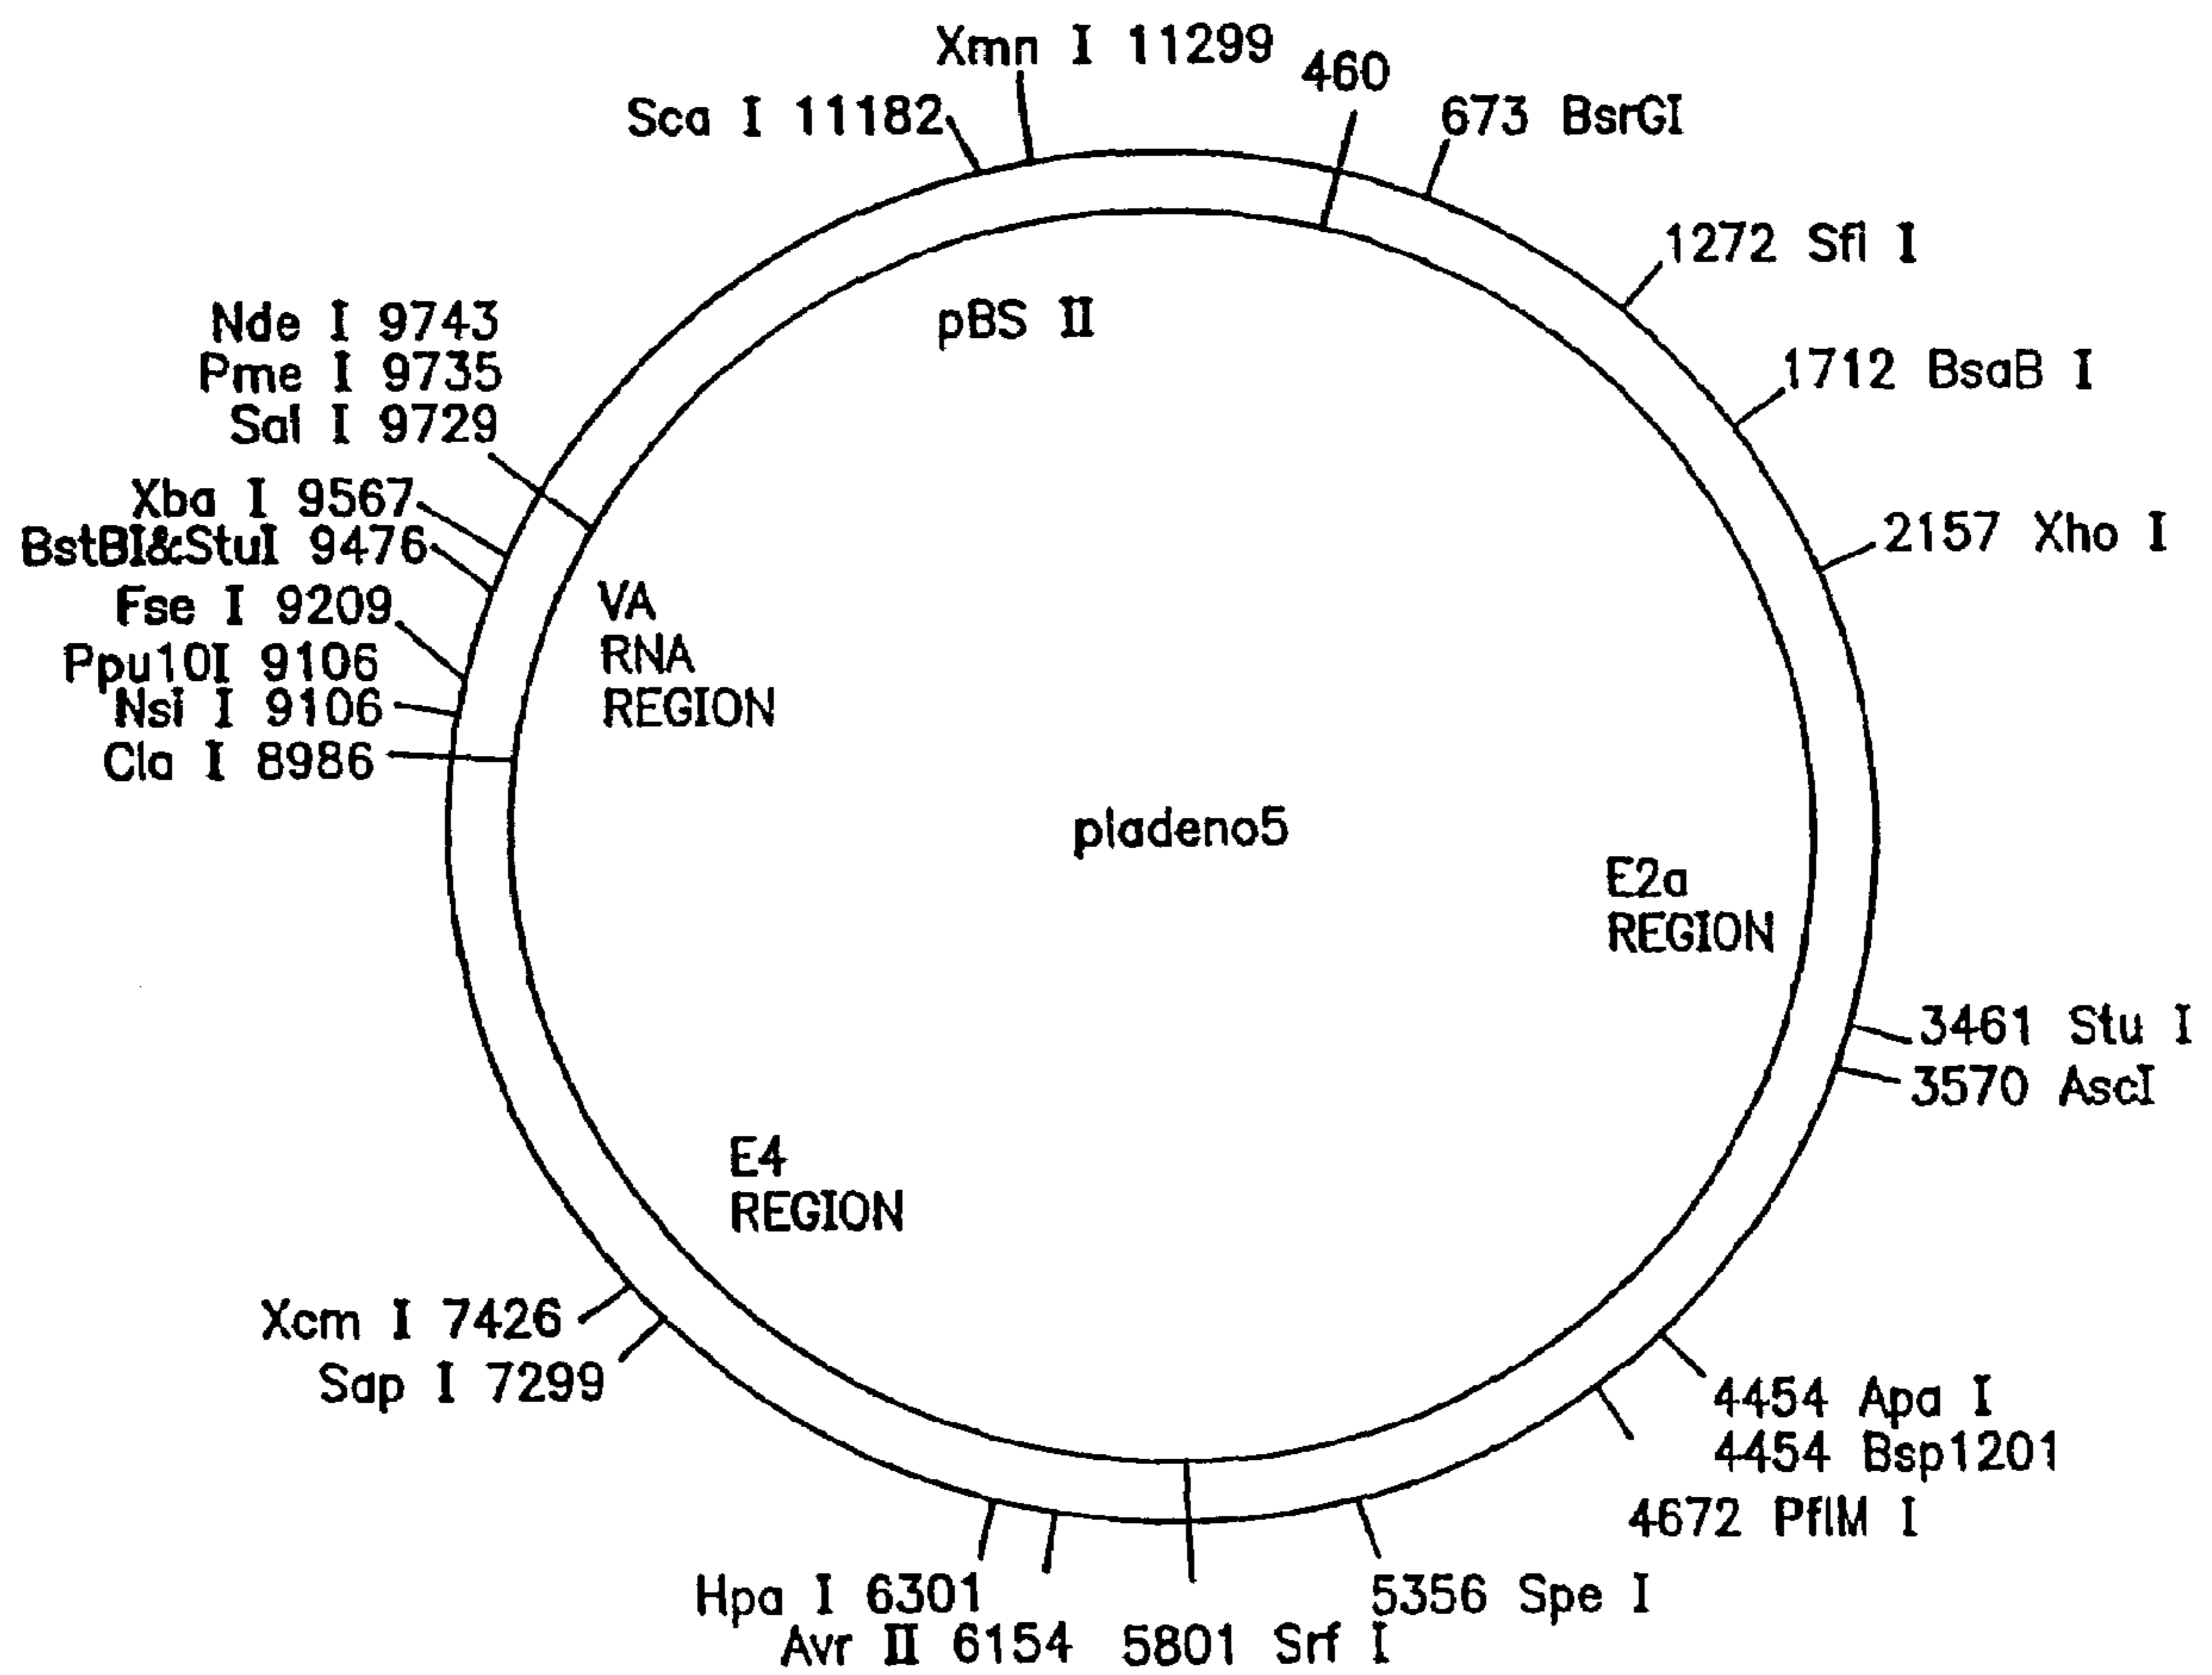 Xmn I 11299
460
Sca I 11182
673 BsrGI
1272 Sfi I
pBS II
Nde I 9743
Pme I 9735
Sal I 9729
1712 BsaB I
Xba I 9567
BstBI&StuI 9476
2157 Xho I
Fse I 9209
Ppu10I 9106
Nsi I 9106
Cla I 8986
VA
RNA
REGION
pladeno5
E2a
REGION
3461 Stu I
3570 AscI
E4
REGION
Xcm I 7426
Sap I 7299
4454 Apa I
4454 Bsp1201
4672 PflM I
Hpa I 6301
5356 Spe I
Avr II 6154
5801 Srf I